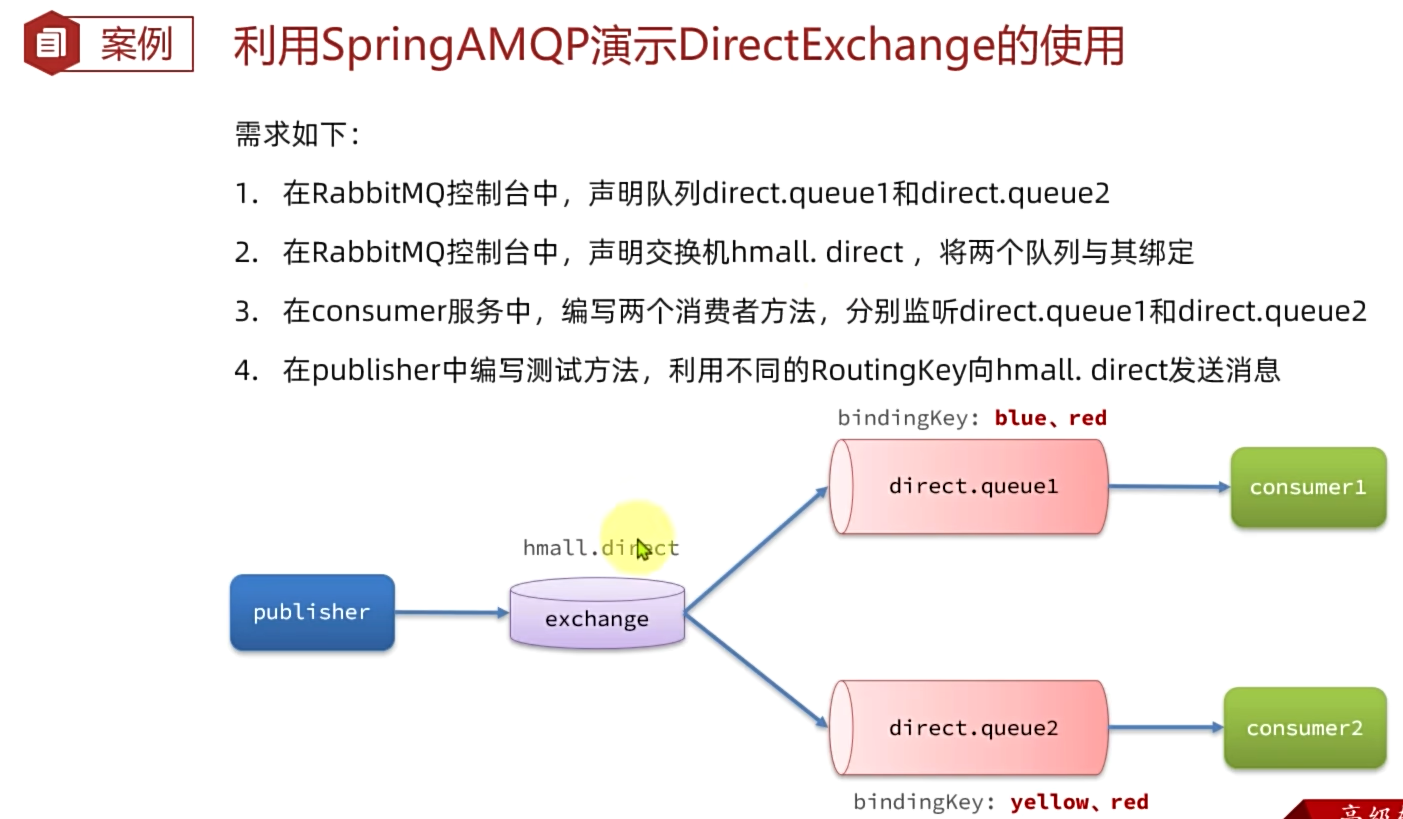 案例
利用SpringAMQP演示DirectExchange的使用
需求如下：
1. 在RabbitMQ控制台中，声明队列direct.queue1和direct.queue2
2. 在RabbitMQ控制台中，声明交换机hmall. direct ，将两个队列与其绑定
3. 在consumer服务中，编写两个消费者方法，分别监听direct.queue1和direct.queue2
4. 在publisher中编写测试方法，利用不同的RoutingKey向hmall. direct发送消息
bindingKey: blue、red
direct.queue1
consumer1
hmall.direct
publisher
exchange
direct.queue2
consumer2
bindingKey: yellow、red
高级